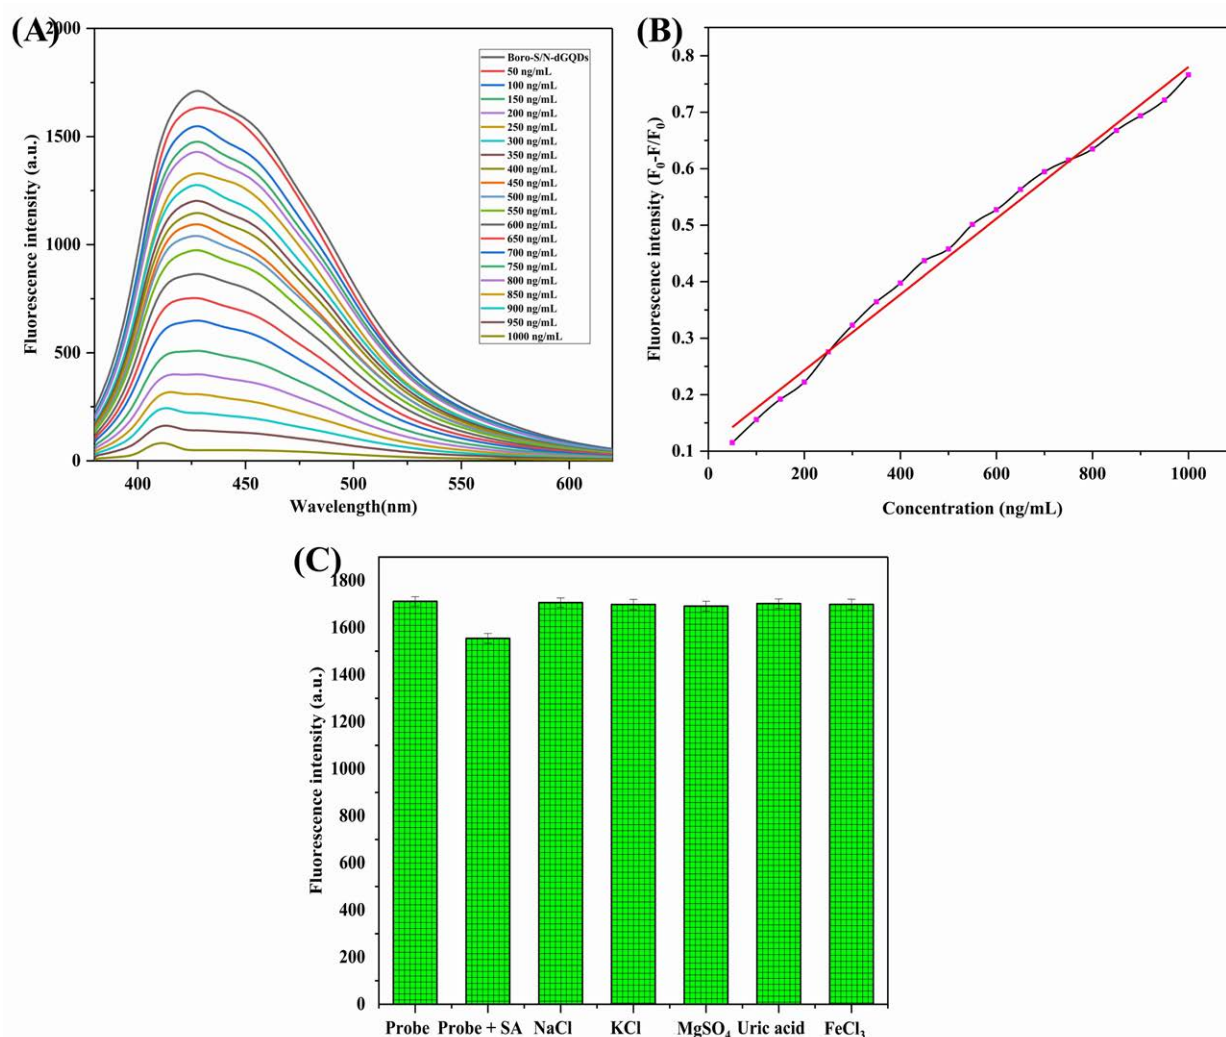 (A)
2000
1500
1000
500
0
Fluorescence intensity (a.u.)
400
450
500
550
600
Wavelength(nm)
Boro-S/N-dGQDs
50 ng/mL
100 ng/mL
150 ng/mL
200 ng/mL
250 ng/mL
300 ng/mL
350 ng/mL
400 ng/mL
450 ng/mL
500 ng/mL
550 ng/mL
600 ng/mL
650 ng/mL
700 ng/mL
750 ng/mL
800 ng/mL
850 ng/mL
900 ng/mL
950 ng/mL
1000 ng/mL
(B)
0.8
0.7
0.6
0.5
0.4
0.3
0.2
0.1
Fluorescence intensity (F₀-F/F₀)
0
200
400
600
800
1000
Concentration (ng/mL)
(C)
1800
1600
1400
1200
1000
800
600
400
200
0
Fluorescence intensity (a.u.)
Probe
Probe + SA
NaCl
KCl
MgSO₄
Uric acid
FeCl₃